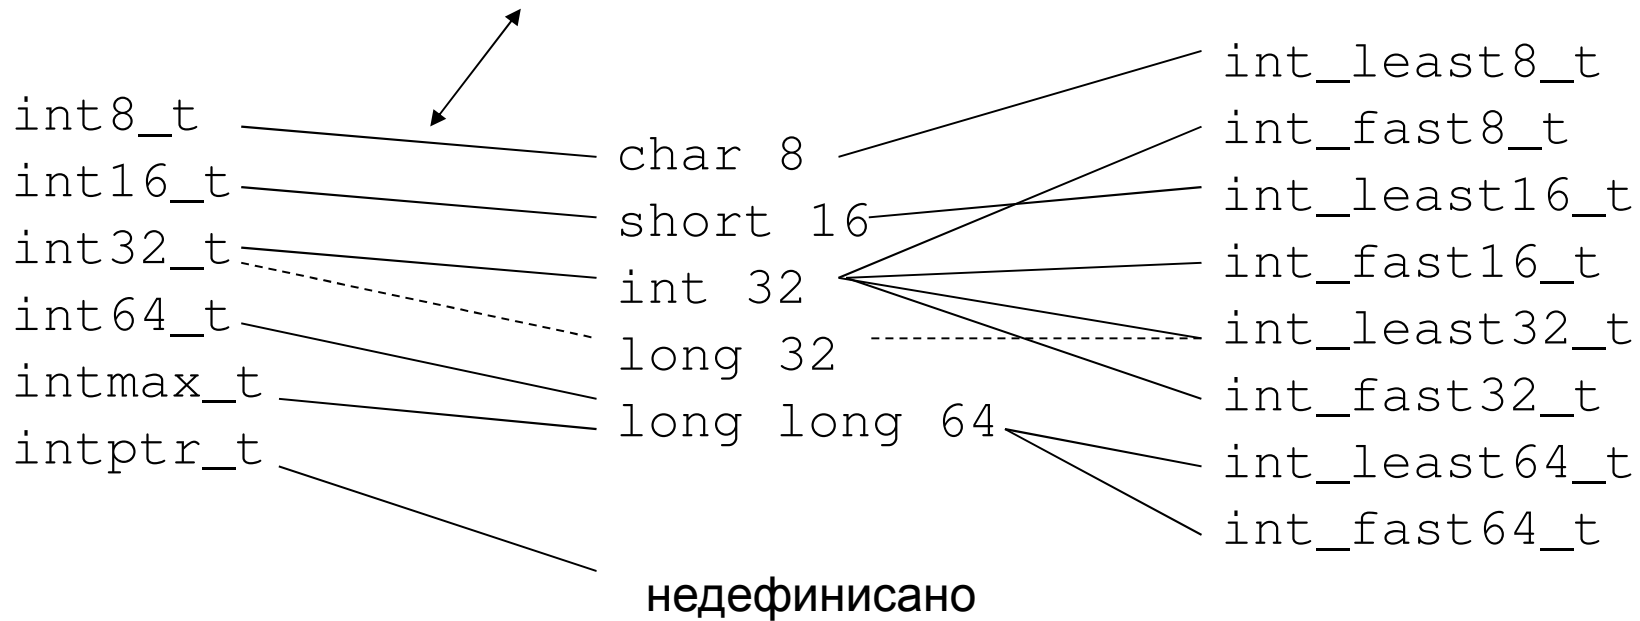 int8_t
int16_t
int32_t
int64_t
intmax_t
intptr_t
char 8
short 16
int 32
long 32
long long 64
недефинисано
int_least8_t
int_fast8_t
int_least16_t
int_fast16_t
int_least32_t
int_fast32_t
int_least64_t
int_fast64_t